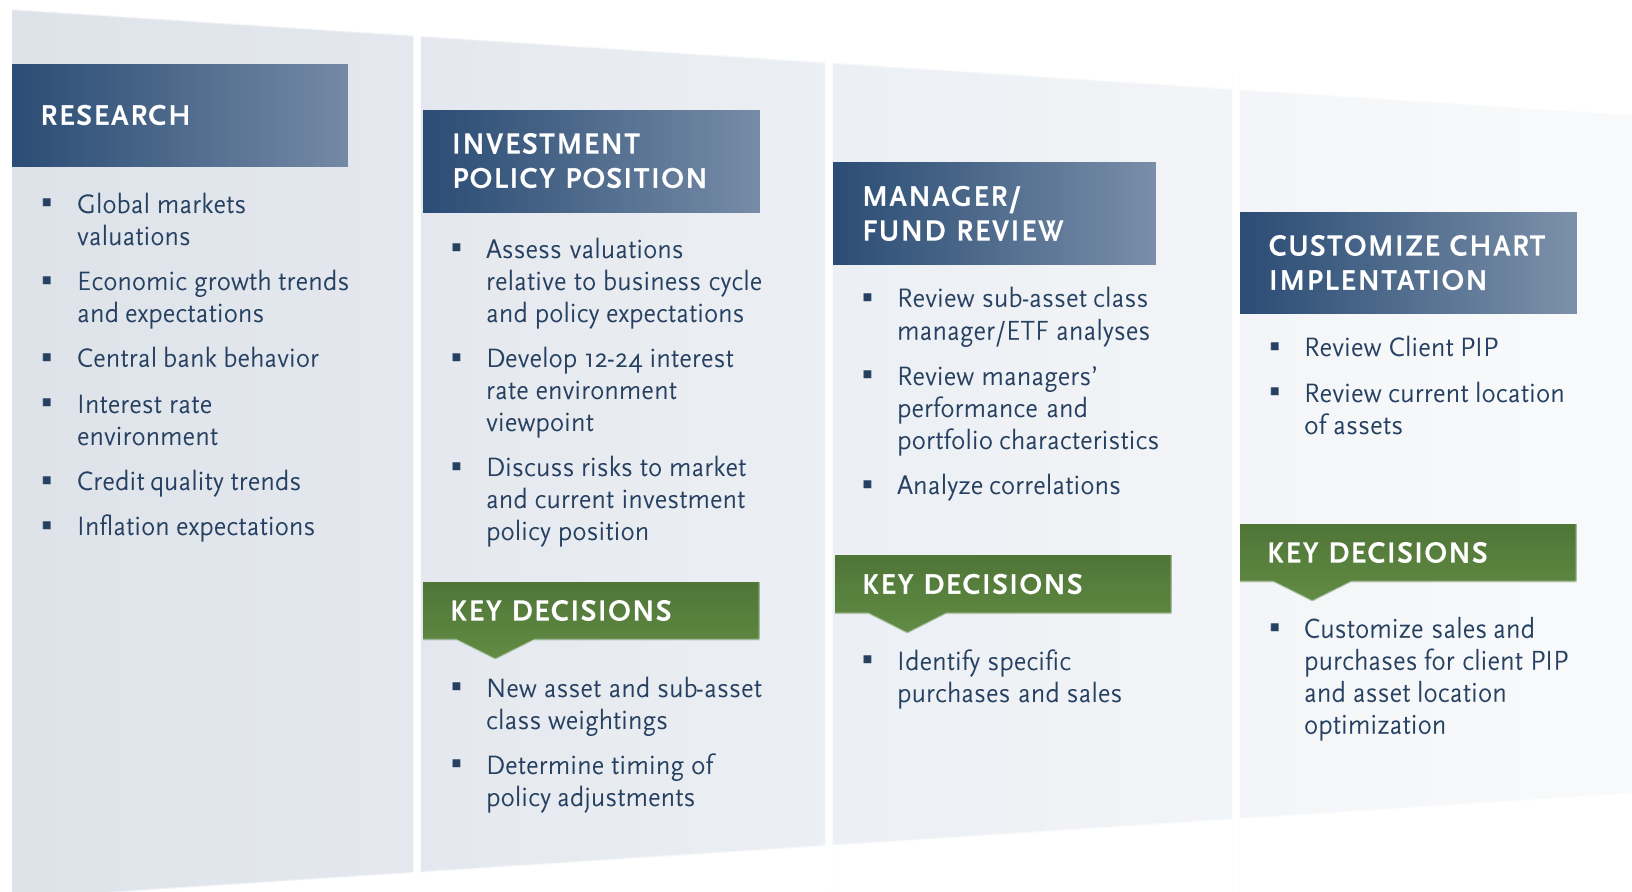 RESEARCH
▪ Global markets
valuations
▪ Economic growth trends
and expectations
▪ Central bank behavior
▪ Interest rate
environment
▪ Credit quality trends
▪ Inflation expectations
INVESTMENT
POLICY POSITION
▪ Assess valuations
relative to business cycle
and policy expectations
▪ Develop 12-24 interest
rate environment
viewpoint
▪ Discuss risks to market
and current investment
policy position
KEY DECISIONS
▪ New asset and sub-asset
class weightings
▪ Determine timing of
policy adjustments
MANAGER/
FUND REVIEW
▪ Review sub-asset class
manager/ETF analyses
▪ Review managers’
performance and
portfolio characteristics
▪ Analyze correlations
KEY DECISIONS
▪ Identify specific
purchases and sales
CUSTOMIZE CHART
IMPLENTATION
▪ Review Client PIP
▪ Review current location
of assets
KEY DECISIONS
▪ Customize sales and
purchases for client PIP
and asset location
optimization